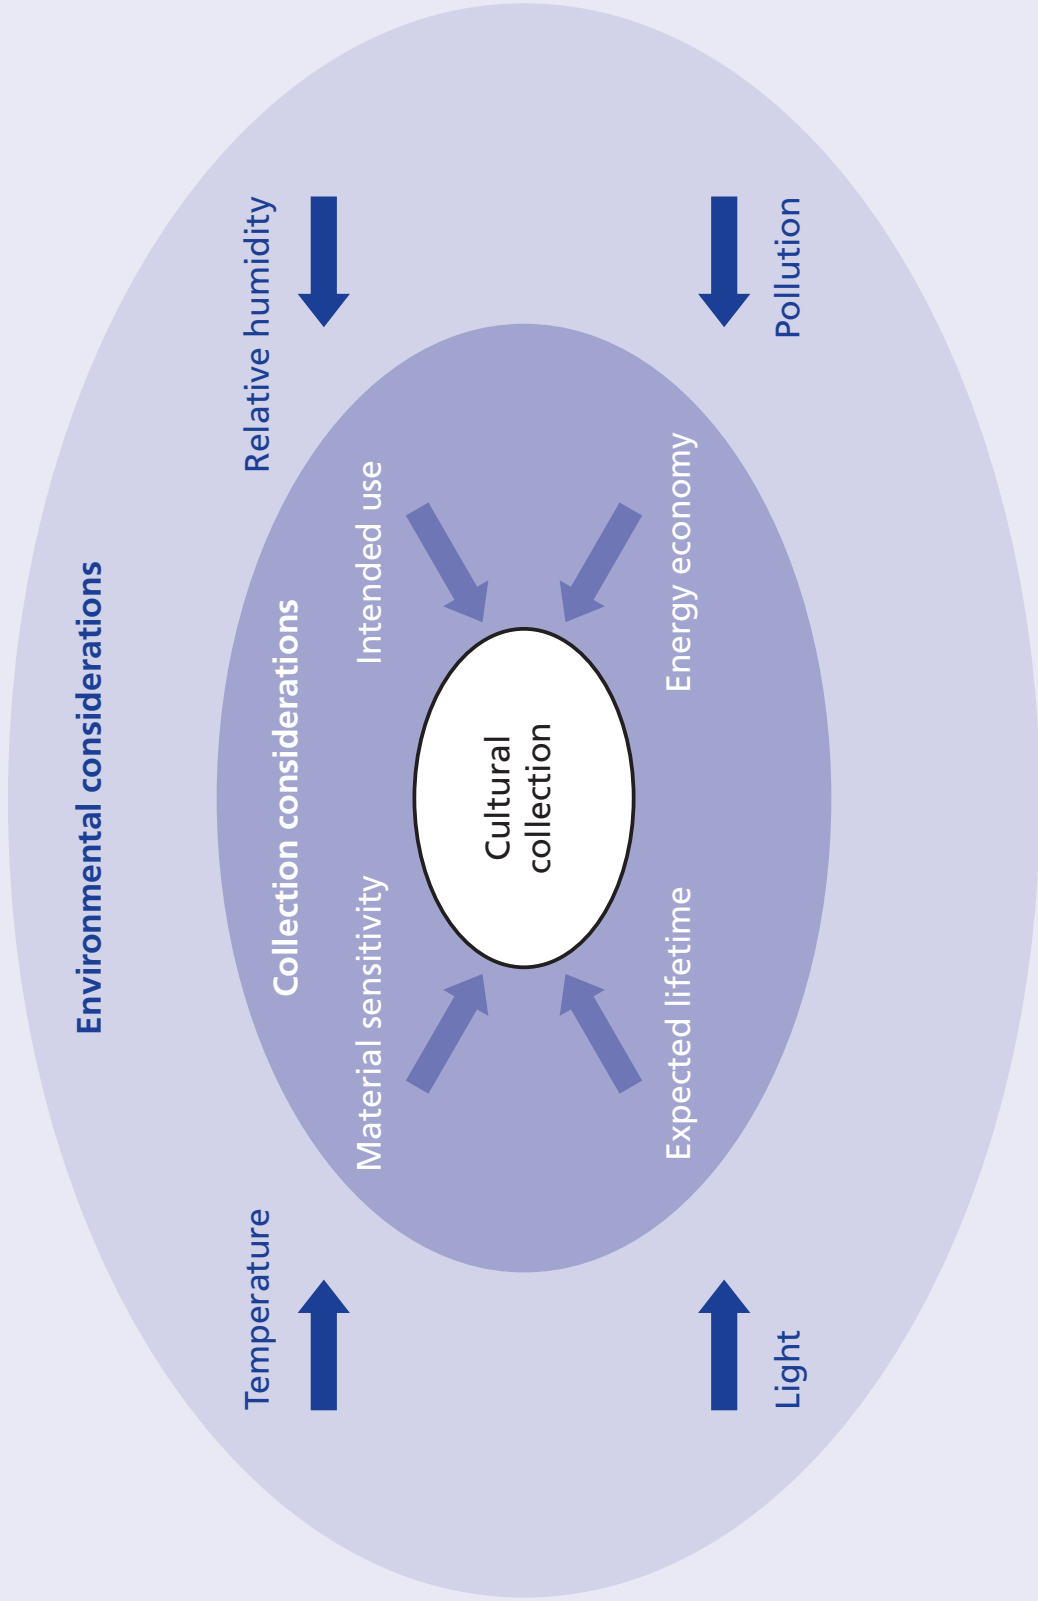 Environmental considerations
Temperature
Relative humidity
Collection considerations
Material sensitivity
Intended use
Cultural
collection
Expected lifetime
Energy economy
Light
Pollution